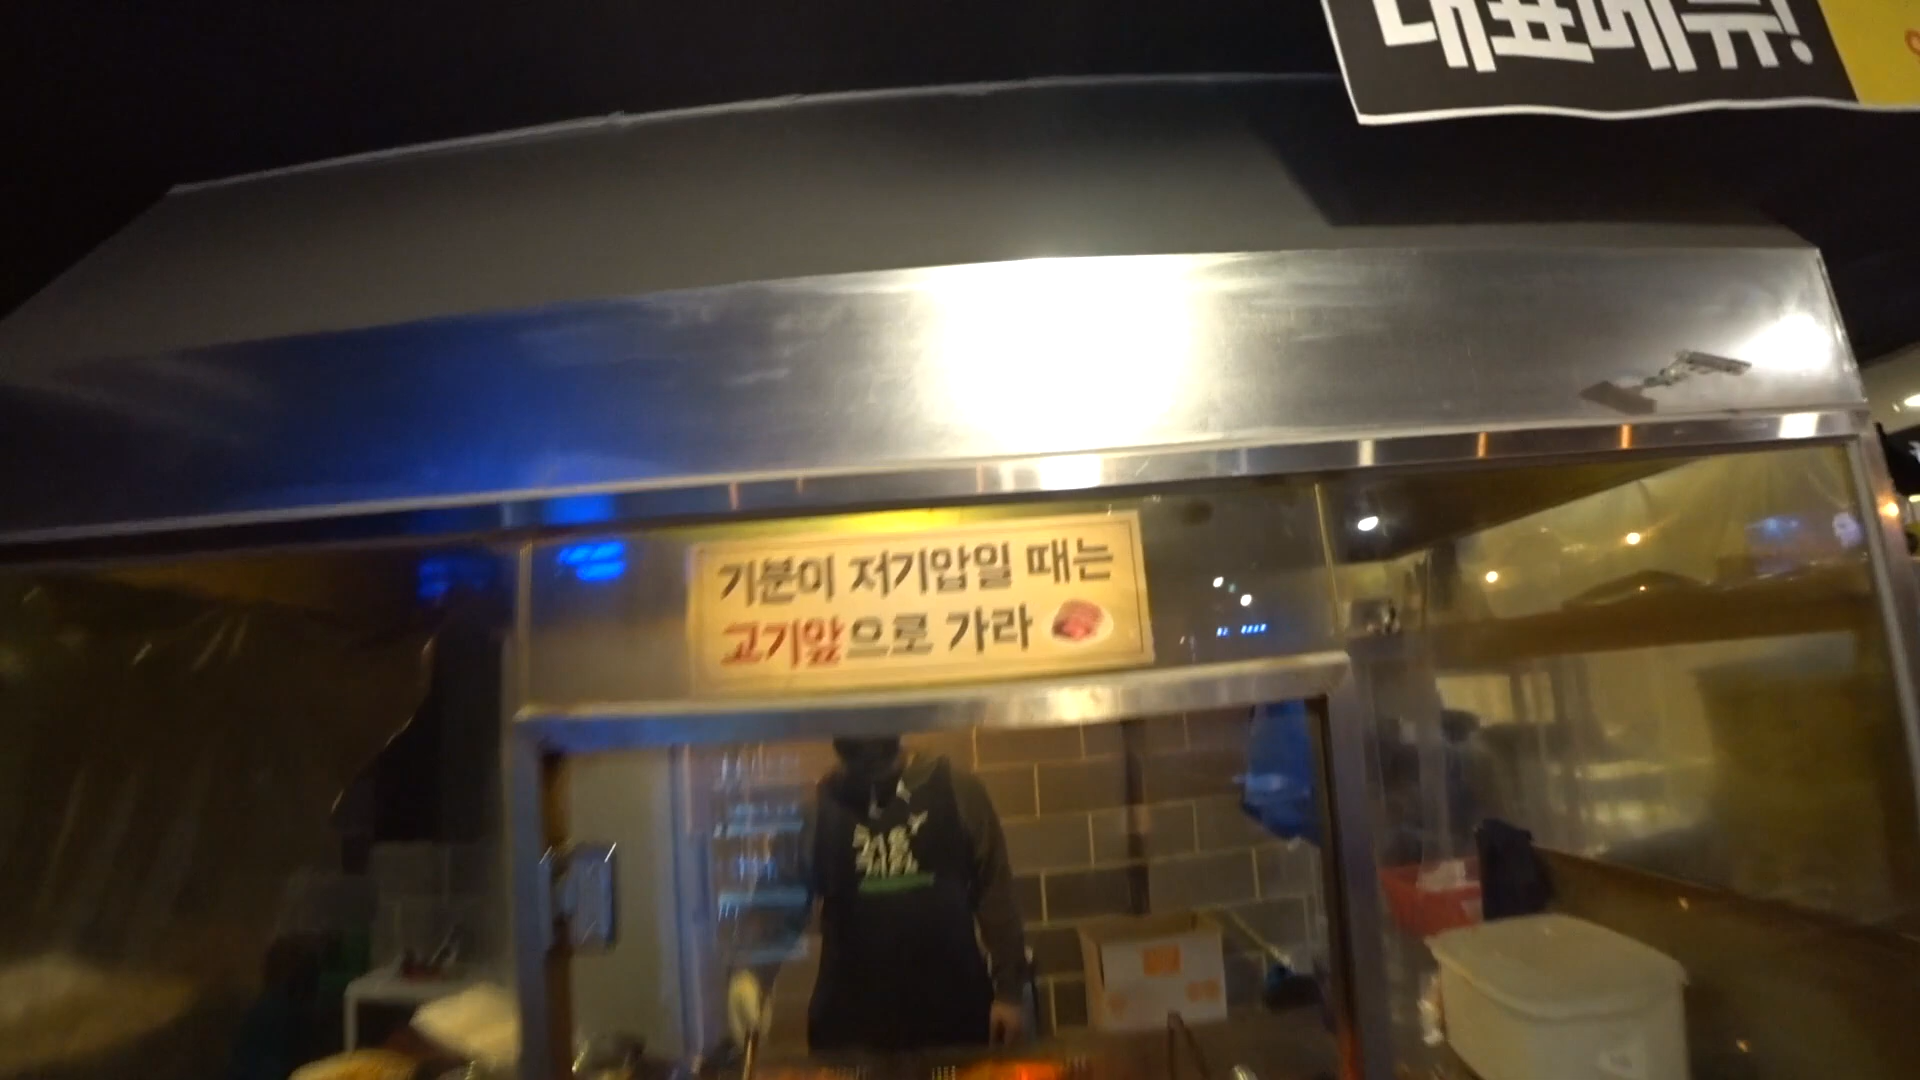 대표메뉴!
기분이 저기압일 때는
고기앞으로 가라